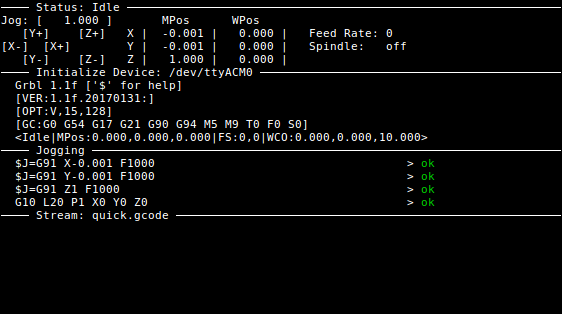 Status: Idle
Jog: [   1.000 ]       MPos      WPos
[Y+]     [Z+]    X |  -0.001 |   0.000 |   Feed Rate: 0
[X-]  [X+]        Y |  -0.001 |   0.000 |   Spindle:   off
[Y-]     [Z-]    Z |   1.000 |   0.000 |
Initialize Device: /dev/ttyACM0
Grbl 1.1f ['$' for help]
[VER:1.1f.20170131:]
[OPT:V,15,128]
[GC:G0 G54 G17 G21 G90 G94 M5 M9 T0 F0 S0]
<Idle|MPos:0.000,0.000,0.000|FS:0,0|WCO:0.000,0.000,10.000>
Jogging
$J=G91 X-0.001 F1000 > ok
$J=G91 Y-0.001 F1000 > ok
$J=G91 Z1 F1000 > ok
G10 L20 P1 X0 Y0 Z0 > ok
Stream: quick.gcode